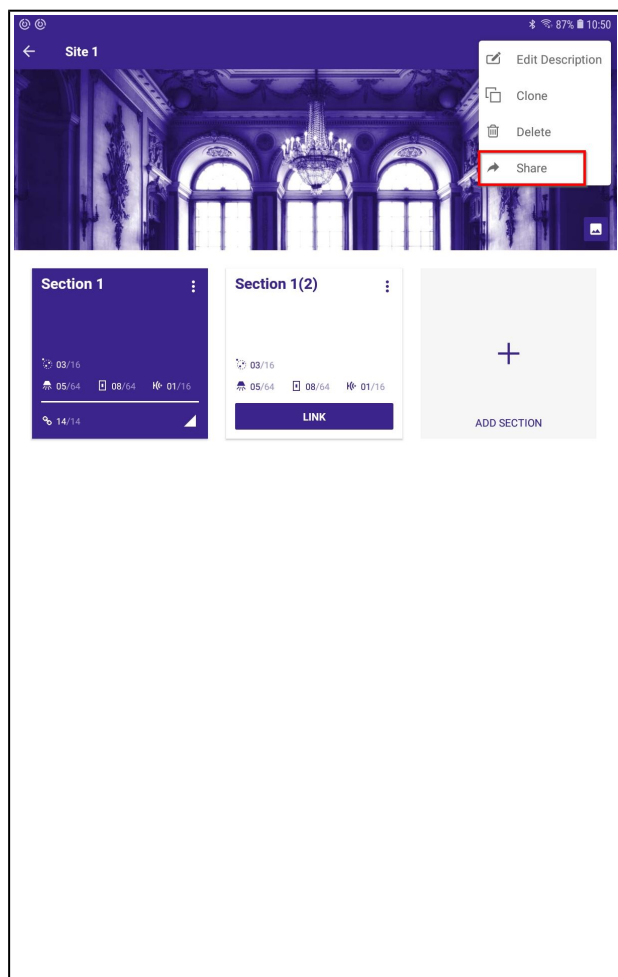 87% 10:50
Site 1
Edit Description
Clone
Delete
Share
Section 1
03/16
05/64 08/64 01/16
14/14
Section 1(2)
03/16
05/64 08/64 01/16
LINK
ADD SECTION